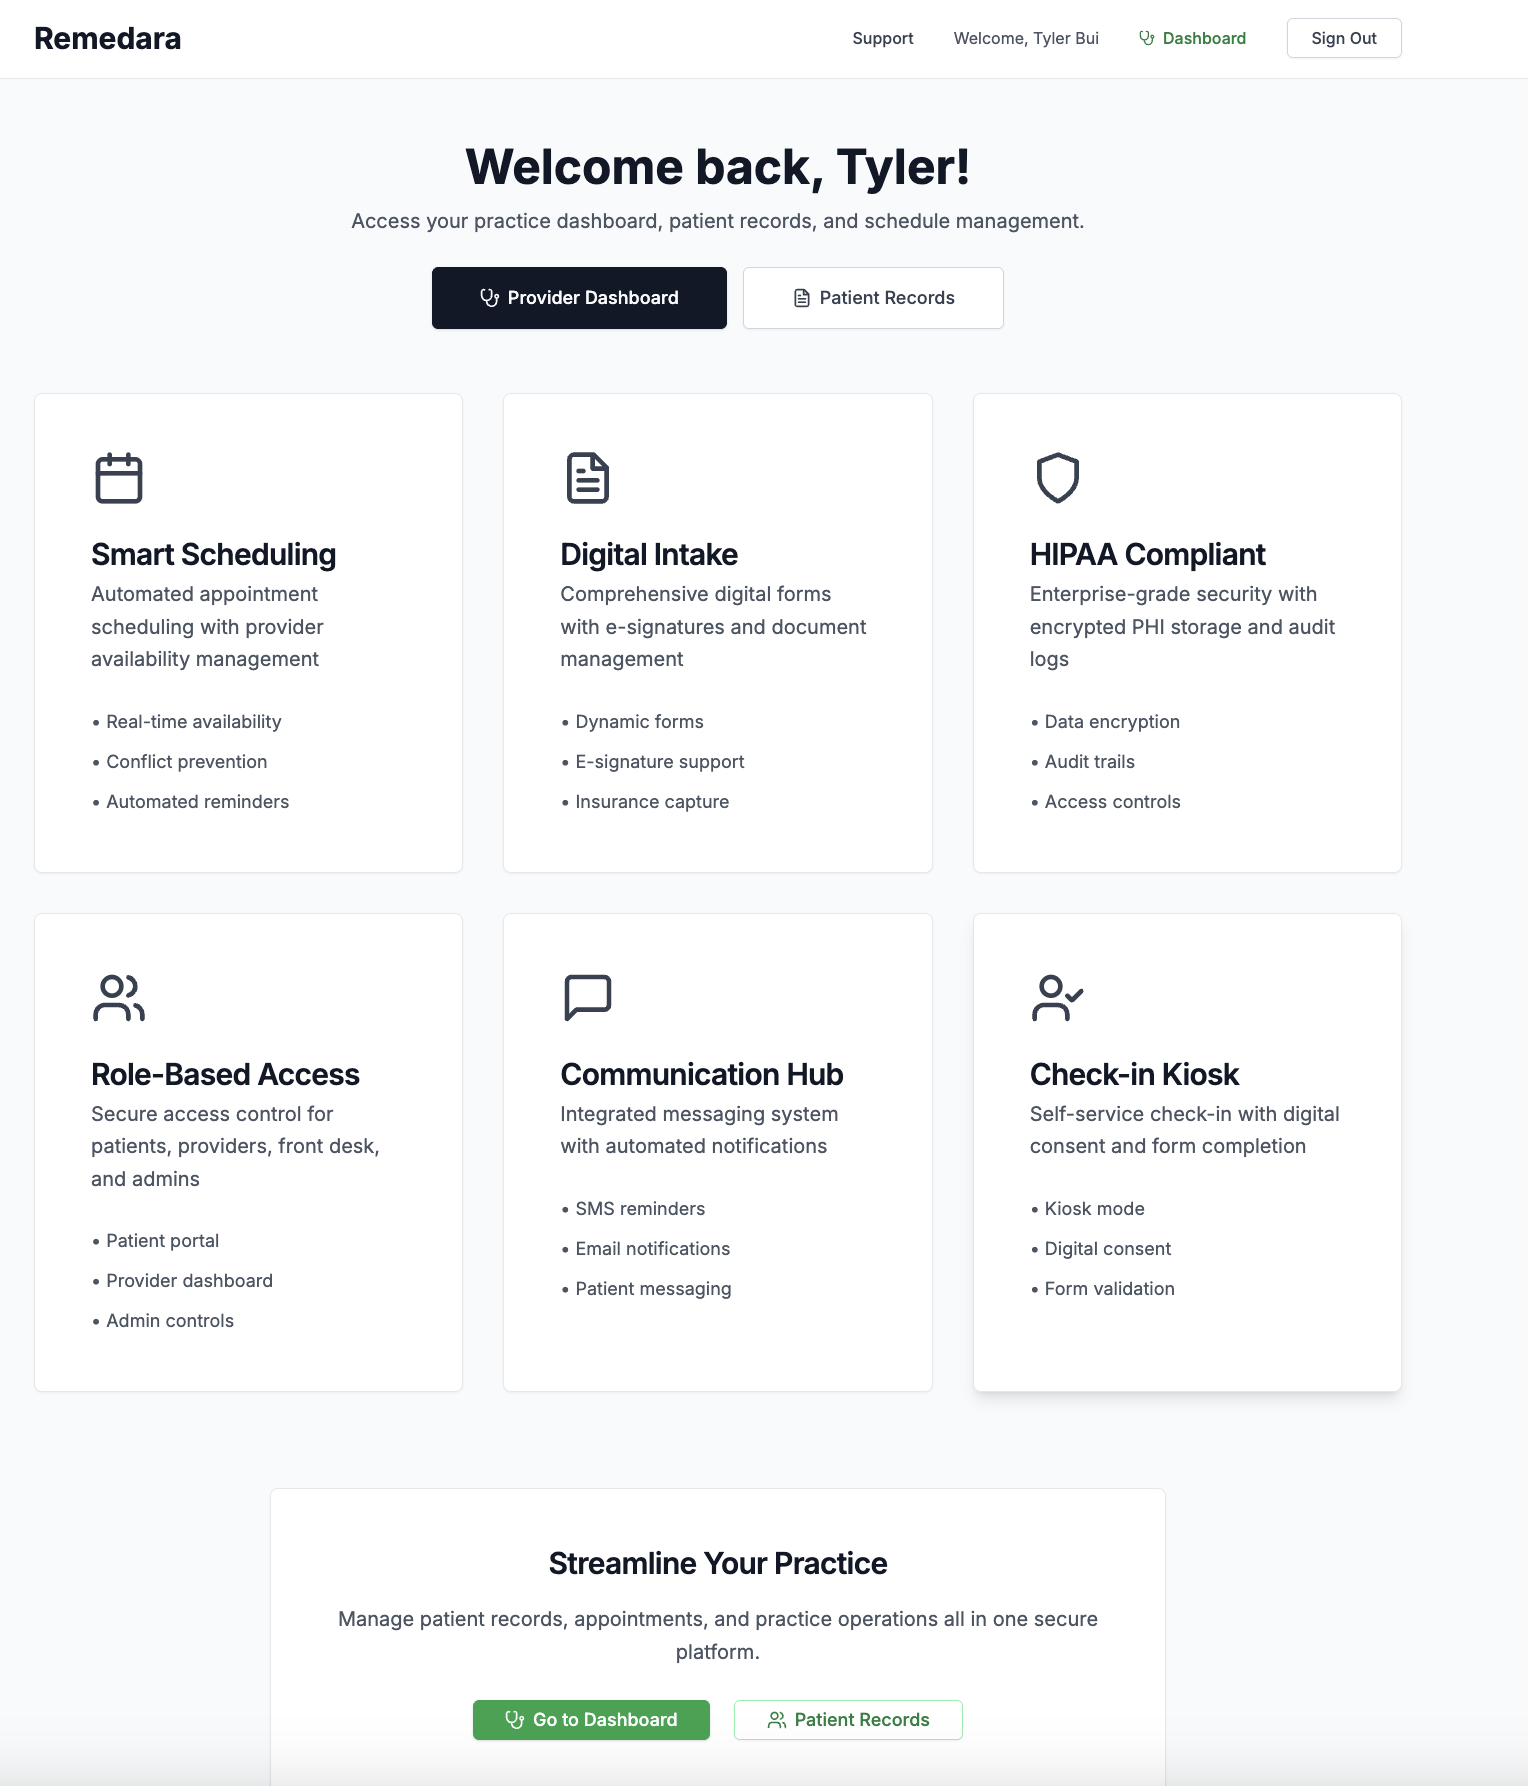 Remedara
Support
Welcome, Tyler Bui
Dashboard
Sign Out
Welcome back, Tyler!
Access your practice dashboard, patient records, and schedule management.
Provider Dashboard
Patient Records
Smart Scheduling
Automated appointment
scheduling with provider
availability management
• Real-time availability
• Conflict prevention
• Automated reminders
Digital Intake
Comprehensive digital forms
with e-signatures and document
management
• Dynamic forms
• E-signature support
• Insurance capture
HIPAA Compliant
Enterprise-grade security with
encrypted PHI storage and audit
logs
• Data encryption
• Audit trails
• Access controls
Role-Based Access
Secure access control for
patients, providers, front desk,
and admins
• Patient portal
• Provider dashboard
• Admin controls
Communication Hub
Integrated messaging system
with automated notifications
• SMS reminders
• Email notifications
• Patient messaging
Check-in Kiosk
Self-service check-in with digital
consent and form completion
• Kiosk mode
• Digital consent
• Form validation
Streamline Your Practice
Manage patient records, appointments, and practice operations all in one secure
platform.
Go to Dashboard
Patient Records